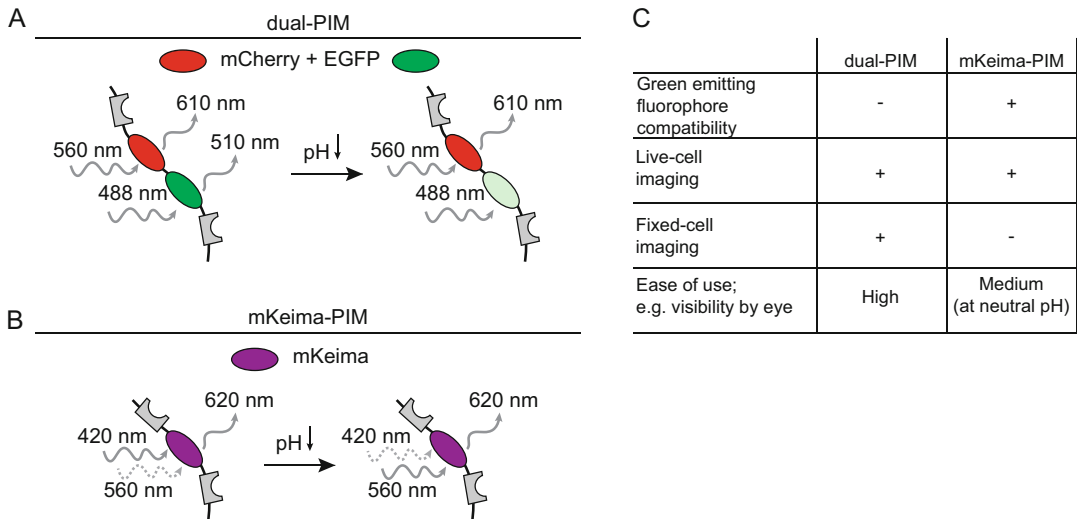 A
dual-PIM
mCherry + EGFP
610 nm
510 nm
560 nm
488 nm
pH
610 nm
560 nm
488 nm
B
mKeima-PIM
mKeima
620 nm
420 nm
560 nm
pH
620 nm
420 nm
560 nm
C
dual-PIM mKeima-PIM
Green emitting
fluorophore
compatibility
- +
Live-cell
imaging
+ +
Fixed-cell
imaging
+ -
Ease of use;
e.g. visibility by eye
High
Medium
(at neutral pH)